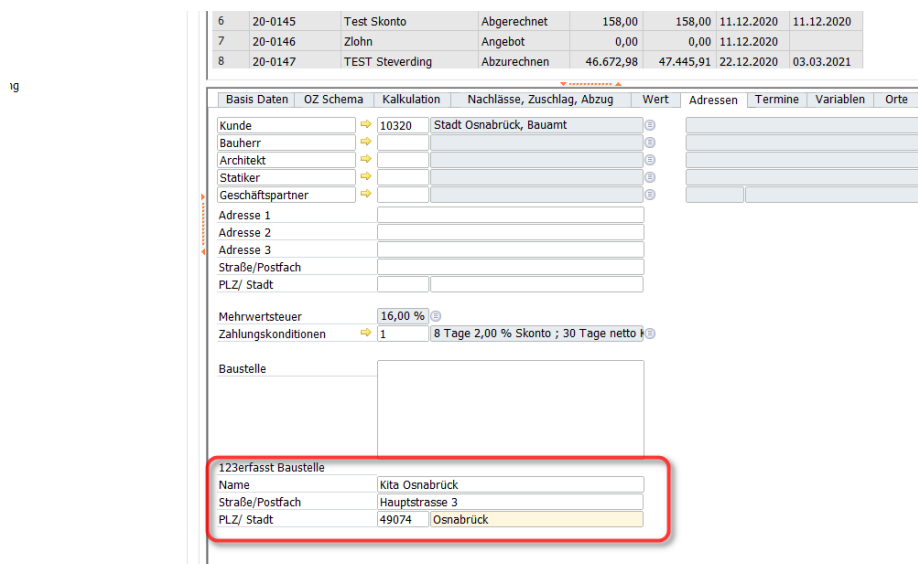 6 20-0145 Test Skonto Abgerechnet 158,00 158,00 11.12.2020 11.12.2020
7 20-0146 Zlohn Angebot 0,00 0,00 11.12.2020
8 20-0147 TEST Steverding Abzurechnen 46.672,98 47.445,91 22.12.2020 03.03.2021
Basis Daten OZ Schema Kalkulation Nachlässe, Zuschlag, Abzug Wert Adressen Termine Variablen Orte
Kunde 10320 Stadt Osnabrück, Bauamt
Bauherr
Architekt
Statiker
Geschäftspartner
Adresse 1
Adresse 2
Adresse 3
Straße/Postfach
PLZ/ Stadt
Mehrwertsteuer 16,00 %
Zahlungskonditionen 1 8 Tage 2,00 % Skonto ; 30 Tage netto
Baustelle
123erfasst Baustelle
Name Kita Osnabrück
Straße/Postfach Hauptstrasse 3
PLZ/ Stadt 49074 Osnabrück